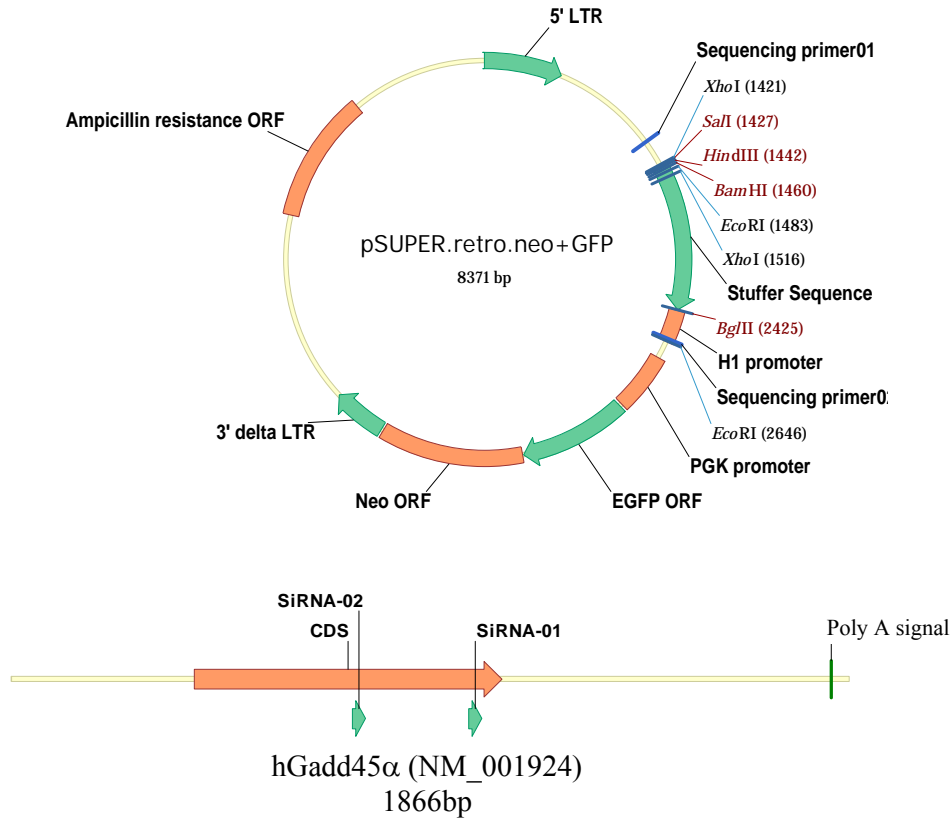 5' LTR
Sequencing primer01
XhoI (1421)
Ampicillin resistance ORF
SalI (1427)
HindIII (1442)
BamHI (1460)
EcoRI (1483)
pSUPER.retro.neo+GFP
8371 bp
XhoI (1516)
Stuffer Sequence
BglII (2425)
H1 promoter
Sequencing primer0
3' delta LTR
EcoRI (2646)
PGK promoter
Neo ORF
EGFP ORF
SiRNA-02
CDS
SiRNA-01
Poly A signal
hGadd45α (NM_001924)
1866bp